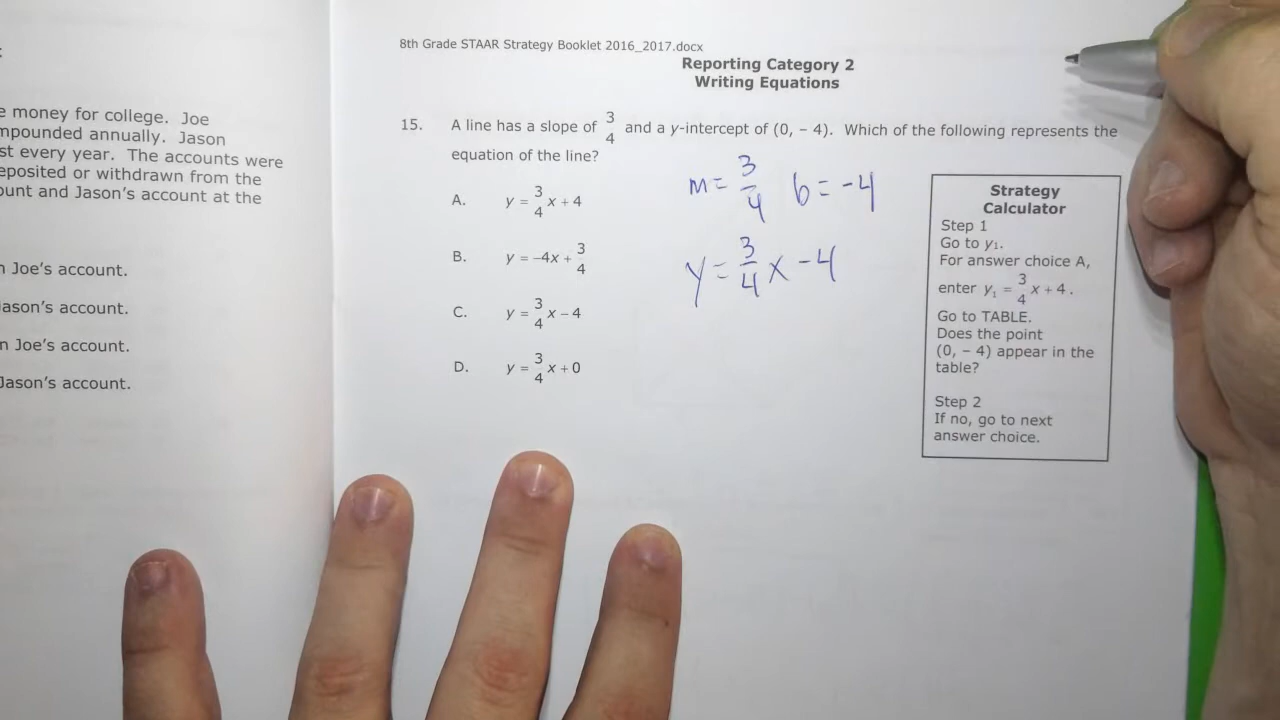 e money for college. Joe
mpounded annually. Jason
st every year. The accounts were
eposited or withdrawn from the
ount and Jason's account at the
n Joe's account.
ason's account.
n Joe's account.
Jason's account.
8th Grade STAAR Strategy Booklet 2016_2017.docx
Reporting Category 2
Writing Equations
15. A line has a slope of 3/4 and a y-intercept of (0, – 4). Which of the following represents the
equation of the line?
A. y = 3/4 x + 4
B. y = –4x + 3/4
C. y = 3/4 x – 4
D. y = 3/4 x + 0
m = 3/4 b = -4
y = 3/4 x - 4
Strategy
Calculator
Step 1
Go to y₁.
For answer choice A,
enter y₁ = 3/4 x + 4.
Go to TABLE.
Does the point
(0, – 4) appear in the
table?
Step 2
If no, go to next
answer choice.